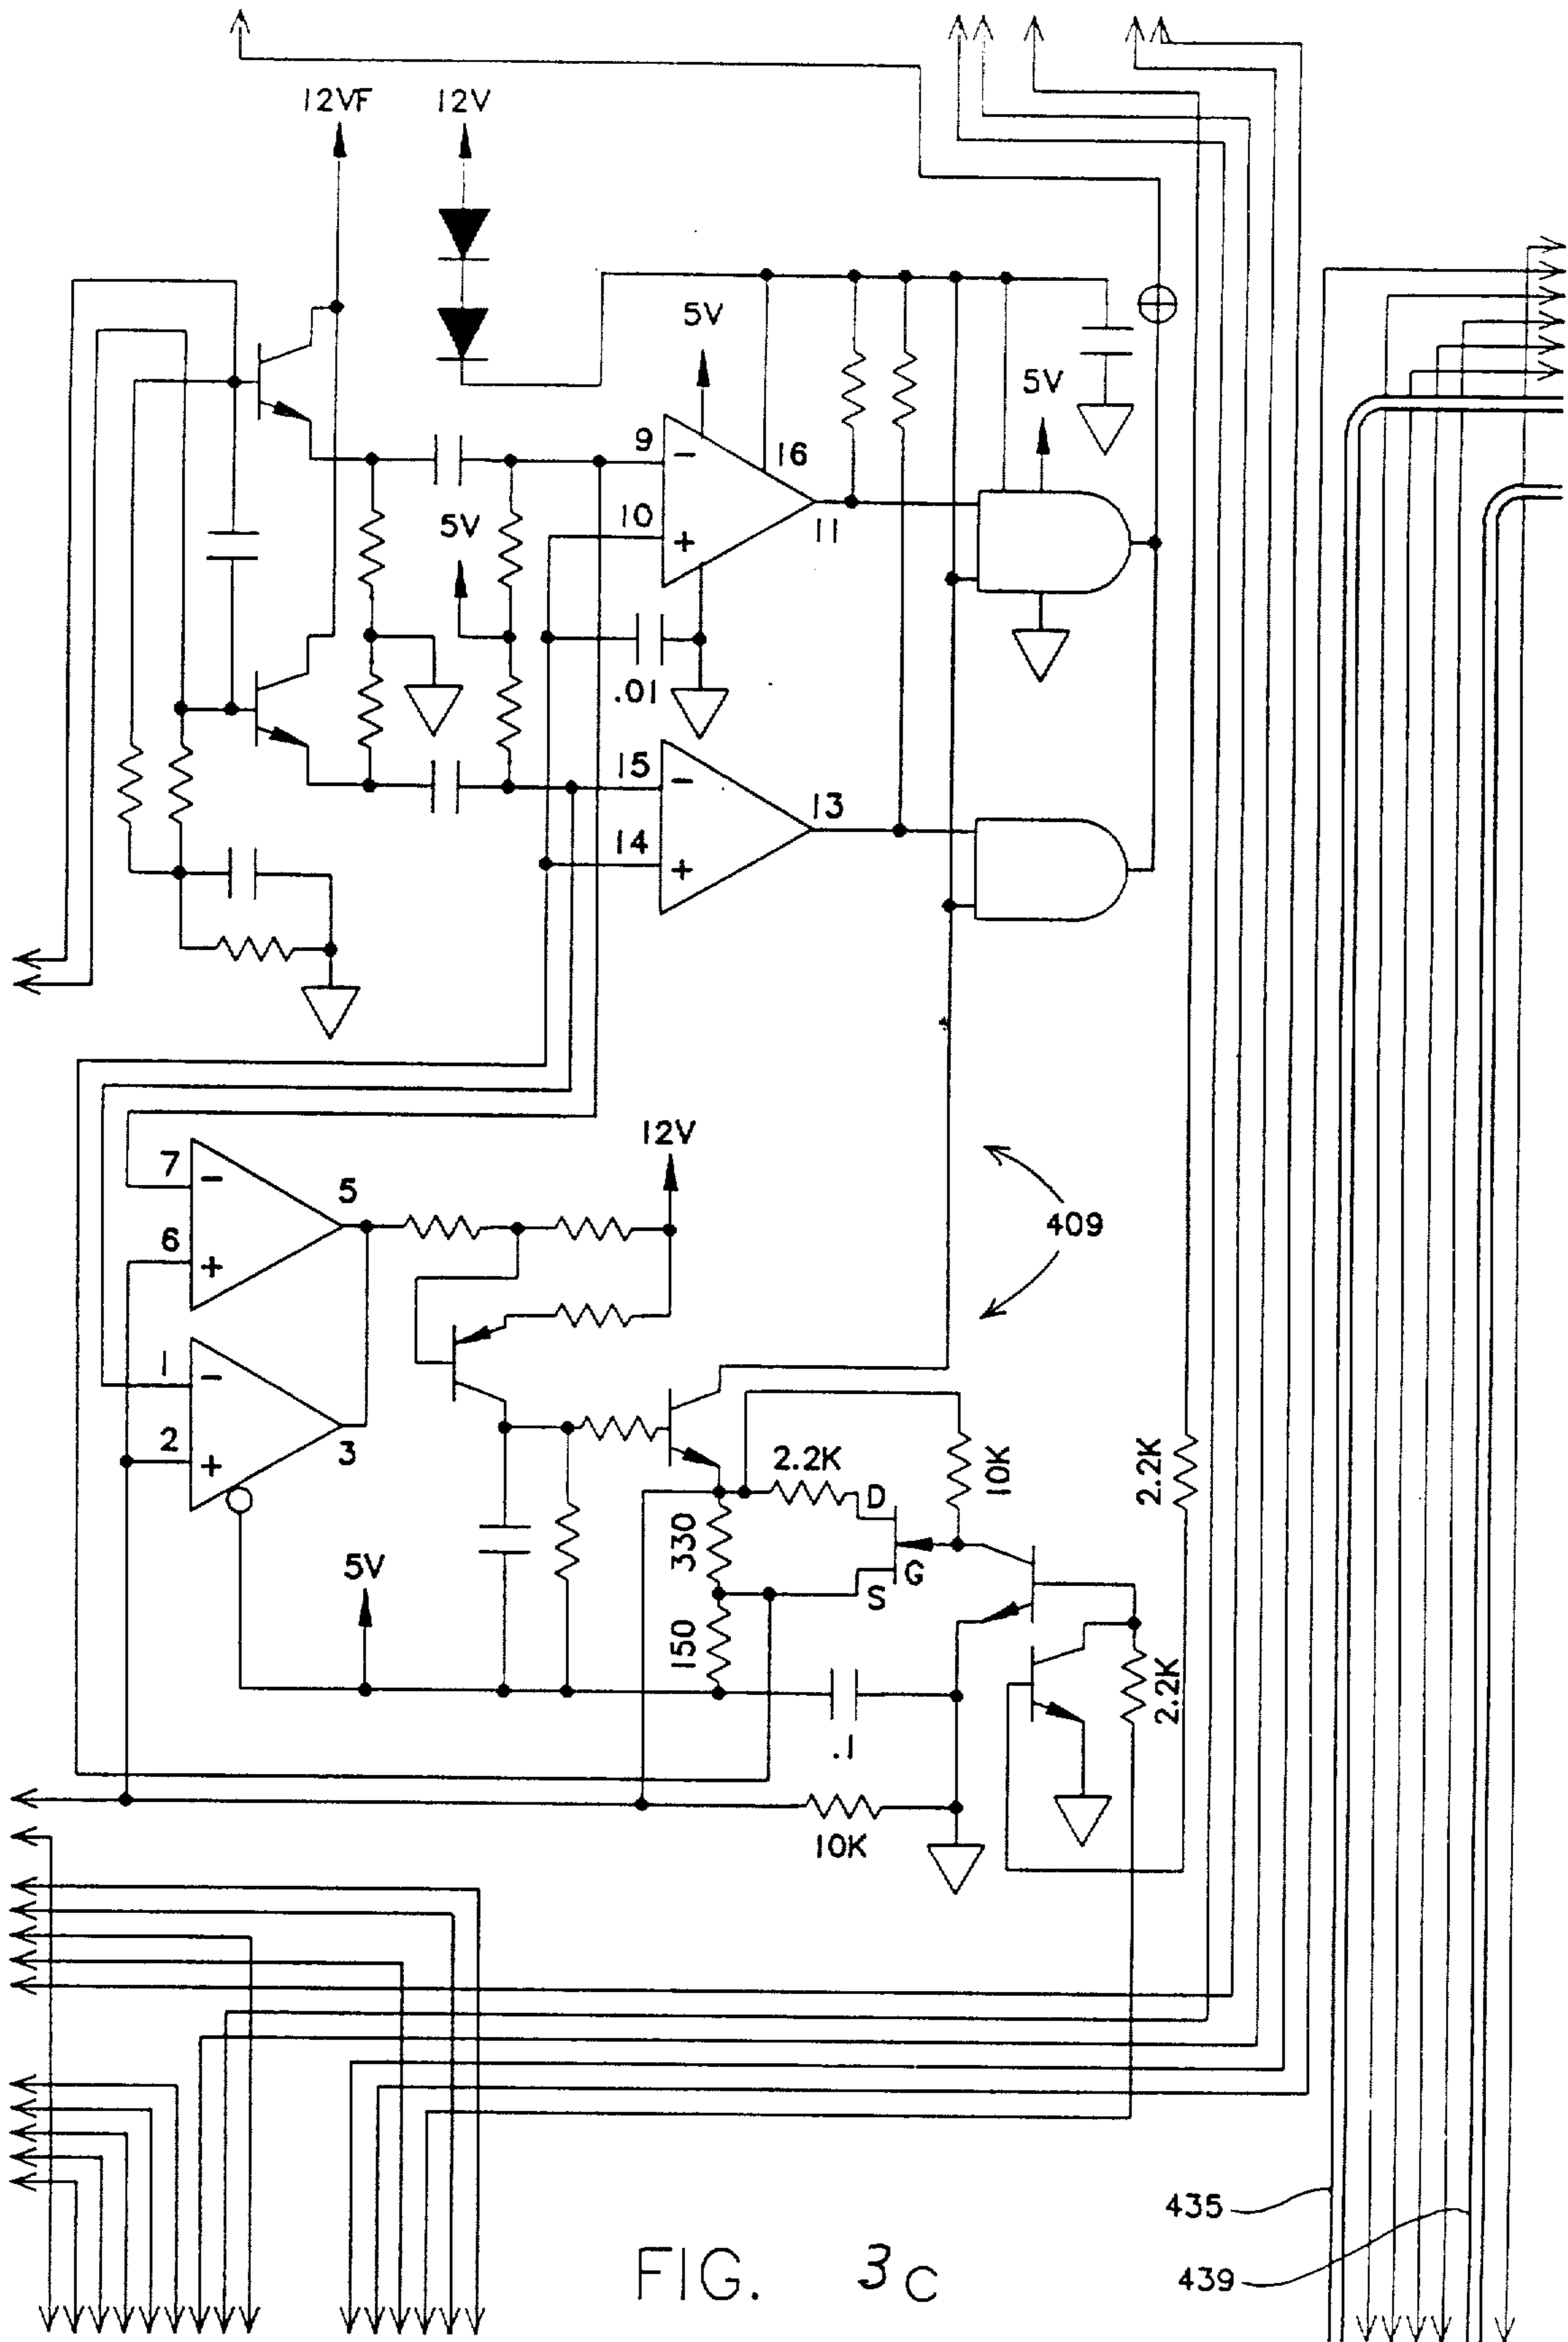 12VF 12V
5V
5V
9 - 16
10 + 11
5V
.01
15 - 13
14 +
12V
7 - 5
6 +
409
1 -
2 + 3
2.2K D 10K 2.2K
330 G
5V S
150
2.2K
.1
10K
435
439
FIG. 3C